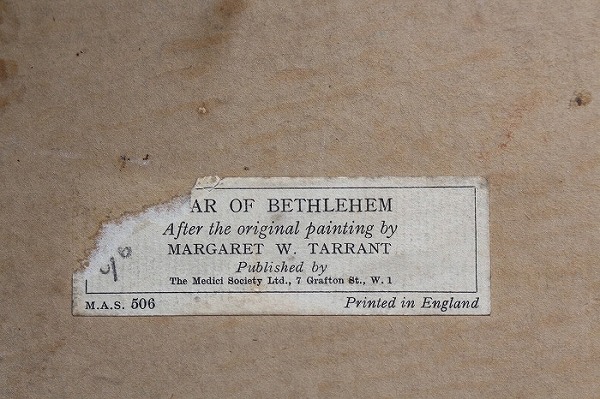 AR OF BETHLEHEM
After the original painting by
MARGARET W. TARRANT
Published by
The Medici Society Ltd., 7 Grafton St., W. 1
M.A.S. 506 Printed in England